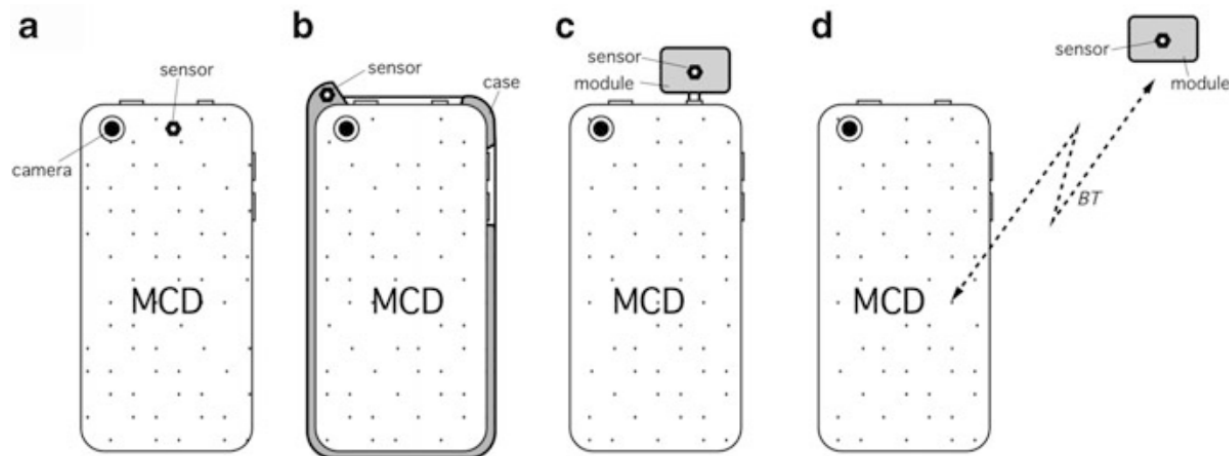 a
sensor
camera
MCD
b
sensor
case
MCD
c
sensor
module
MCD
d
sensor
module
BT
MCD